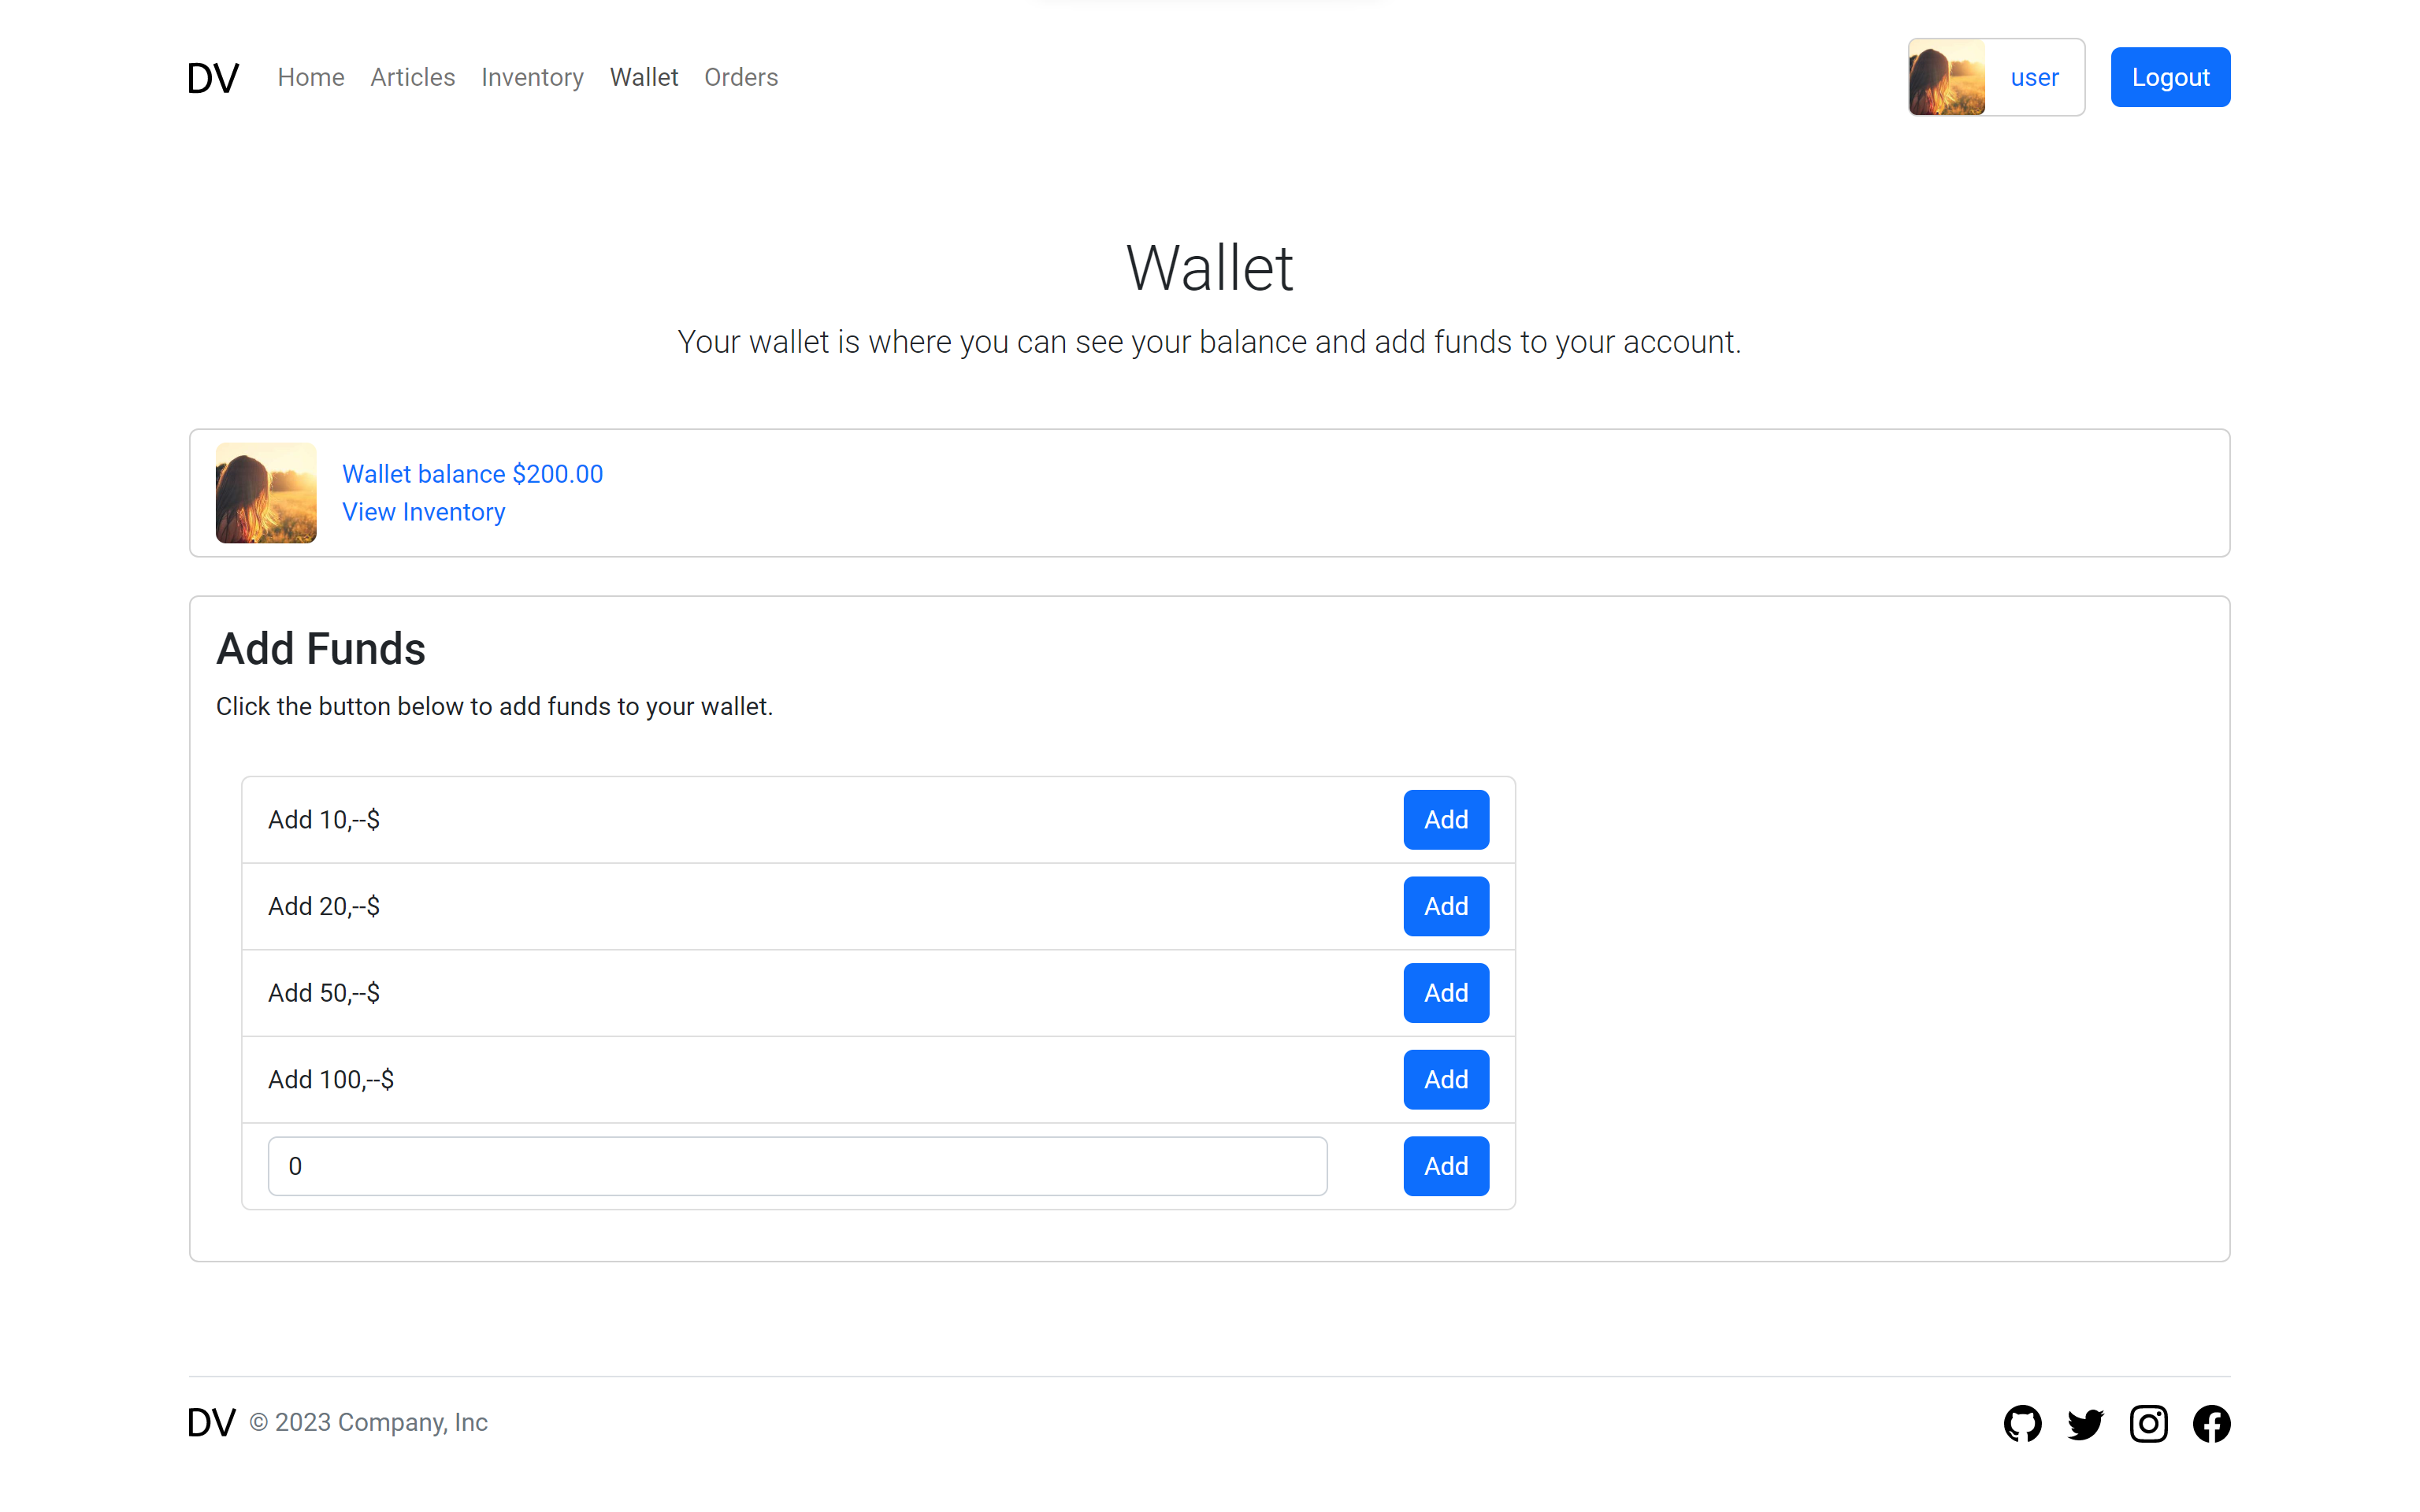 DV Home Articles Inventory Wallet Orders user Logout
Wallet
Your wallet is where you can see your balance and add funds to your account.
Wallet balance $200.00
View Inventory
Add Funds
Click the button below to add funds to your wallet.
Add 10,--$ Add
Add 20,--$ Add
Add 50,--$ Add
Add 100,--$ Add
0 Add
DV © 2023 Company, Inc